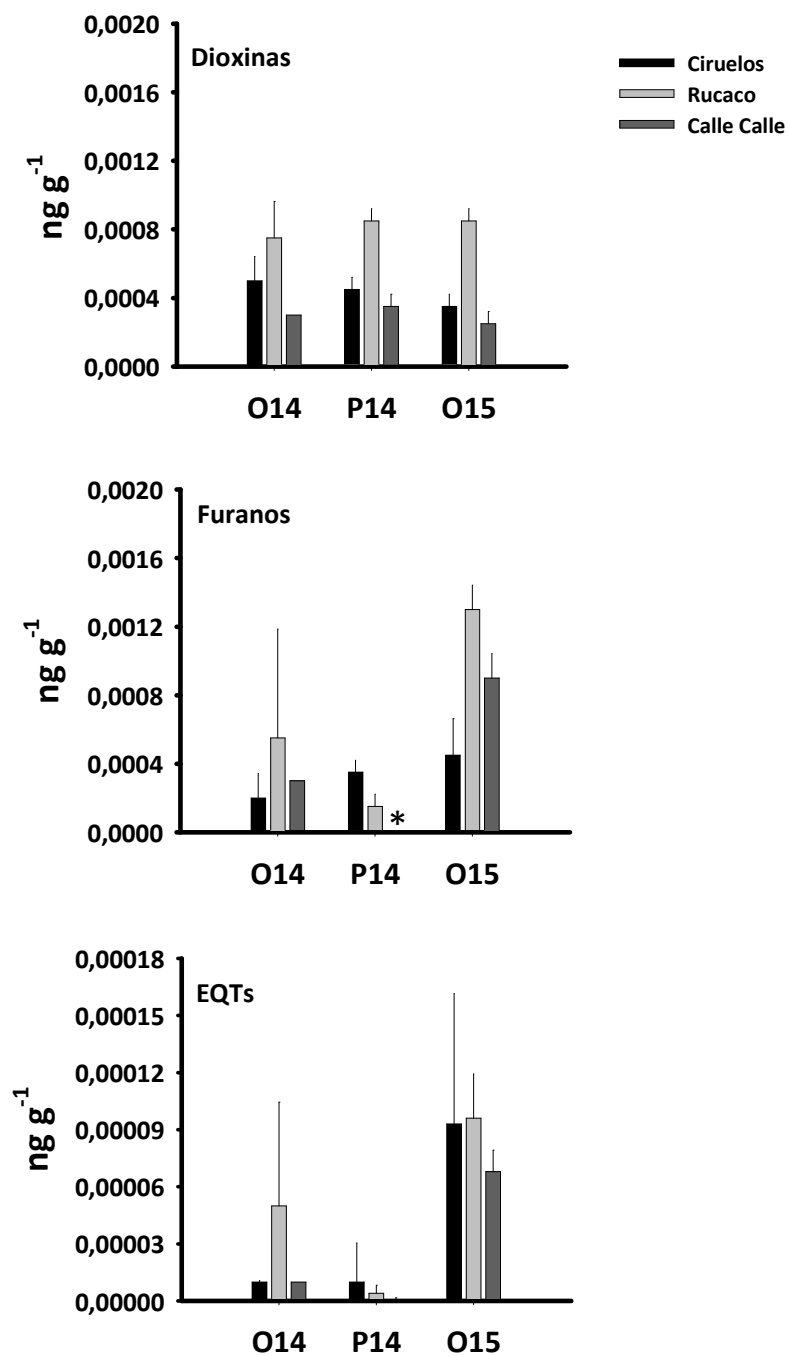 Dioxinas
ng g-1
0,0020
0,0016
0,0012
0,0008
0,0004
0,0000
O14 P14 O15
Ciruelos
Rucaco
Calle Calle
Furanos
ng g-1
0,0020
0,0016
0,0012
0,0008
0,0004
0,0000
*
O14 P14 O15
EQTs
ng g-1
0,00018
0,00015
0,00012
0,00009
0,00006
0,00003
0,00000
O14 P14 O15